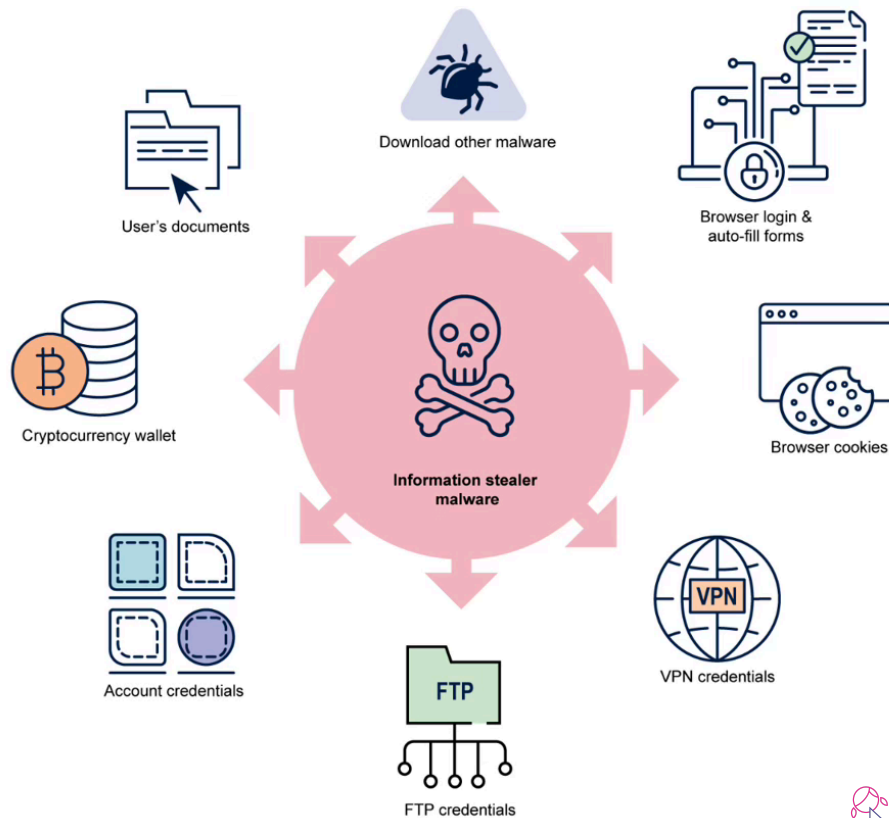 Download other malware
User's documents
Browser login &
auto-fill forms
Cryptocurrency wallet
Information stealer
malware
Browser cookies
VPN
VPN credentials
Account credentials
FTP
FTP credentials